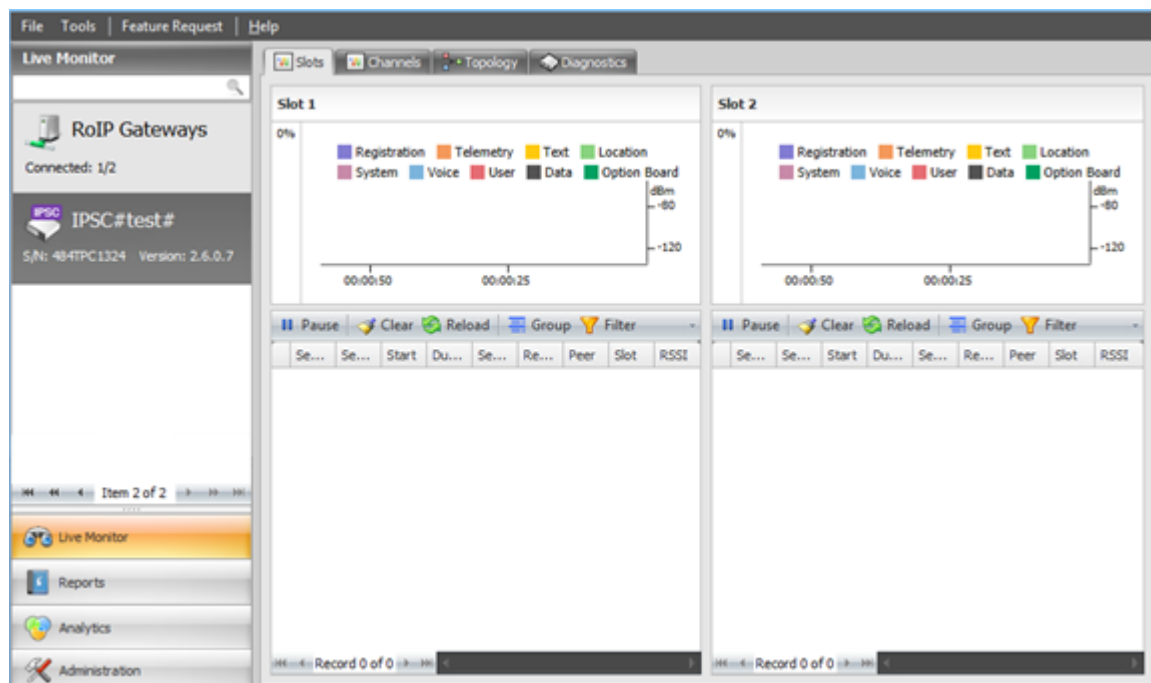 File Tools Feature Request Help
Live Monitor
RoIP Gateways
Connected: 1/2
IPSC
IPSC#test#
S/N: 484TPC1324 Version: 2.6.0.7
Item 2 of 2
Live Monitor
Reports
Analytics
Administration
Slots Channels Topology Diagnostics
Slot 1
0%
Registration Telemetry Text Location
System Voice User Data Option Board
dBm
-80
-120
00:00:50 00:00:25
Pause Clear Reload Group Filter
Se... Se... Start Du... Se... Re... Peer Slot RSSI
Record 0 of 0
Slot 2
0%
Registration Telemetry Text Location
System Voice User Data Option Board
dBm
-80
-120
00:00:50 00:00:25
Pause Clear Reload Group Filter
Se... Se... Start Du... Se... Re... Peer Slot RSSI
Record 0 of 0